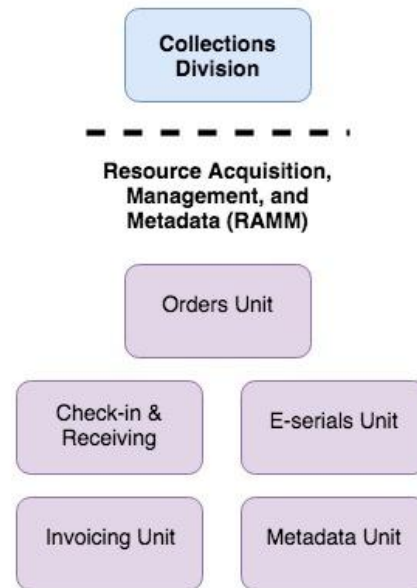 Collections
Division
Resource Acquisition,
Management, and
Metadata (RAMM)
Orders Unit
Check-in &
Receiving
E-serials Unit
Invoicing Unit
Metadata Unit